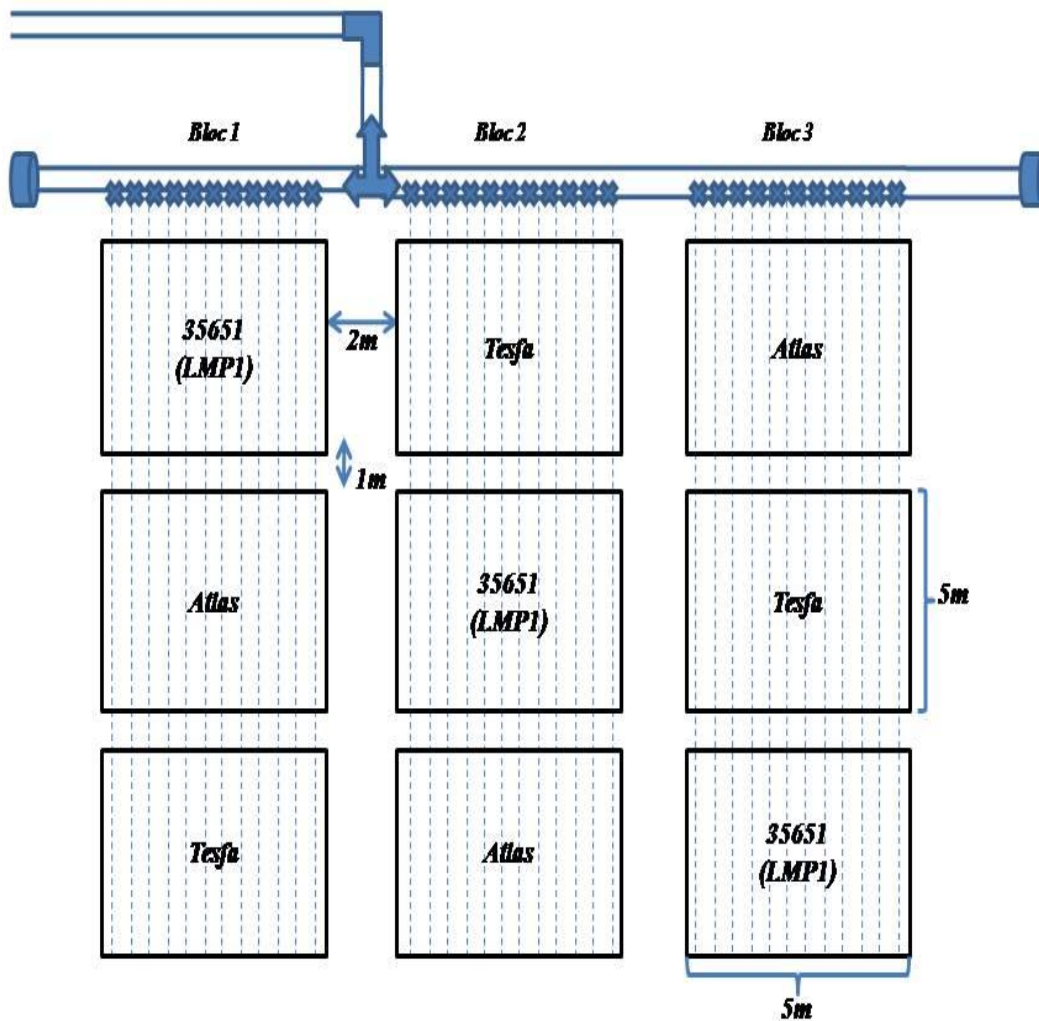 Bloc 1
Bloc 2
Bloc 3
35651
(LMP1)
2m
Tesfa
Atlas
1m
Atlas
35651
(LMP1)
Tesfa
5m
Tesfa
Atlas
35651
(LMP1)
5m